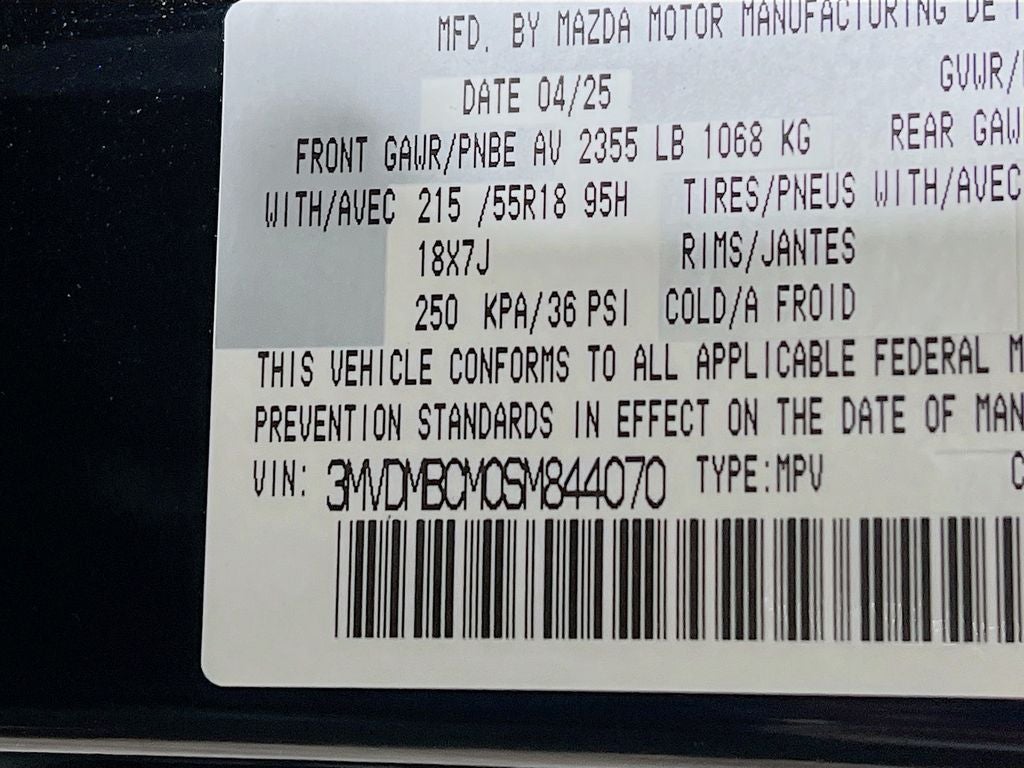 MFD. BY MAZDA MOTOR MANUFACTURING DE
DATE 04/25 GVWR/
FRONT GAWR/PNBE AV 2355 LB 1068 KG REAR GAW
WITH/AVEC 215 /55R18 95H TIRES/PNEUS WITH/AVEC
18X7J RIMS/JANTES
250 KPA/36 PSI COLD/A FROID
THIS VEHICLE CONFORMS TO ALL APPLICABLE FEDERAL M
PREVENTION STANDARDS IN EFFECT ON THE DATE OF MAN
VIN: 3MVDMBCM0SM844070 TYPE:MPV C